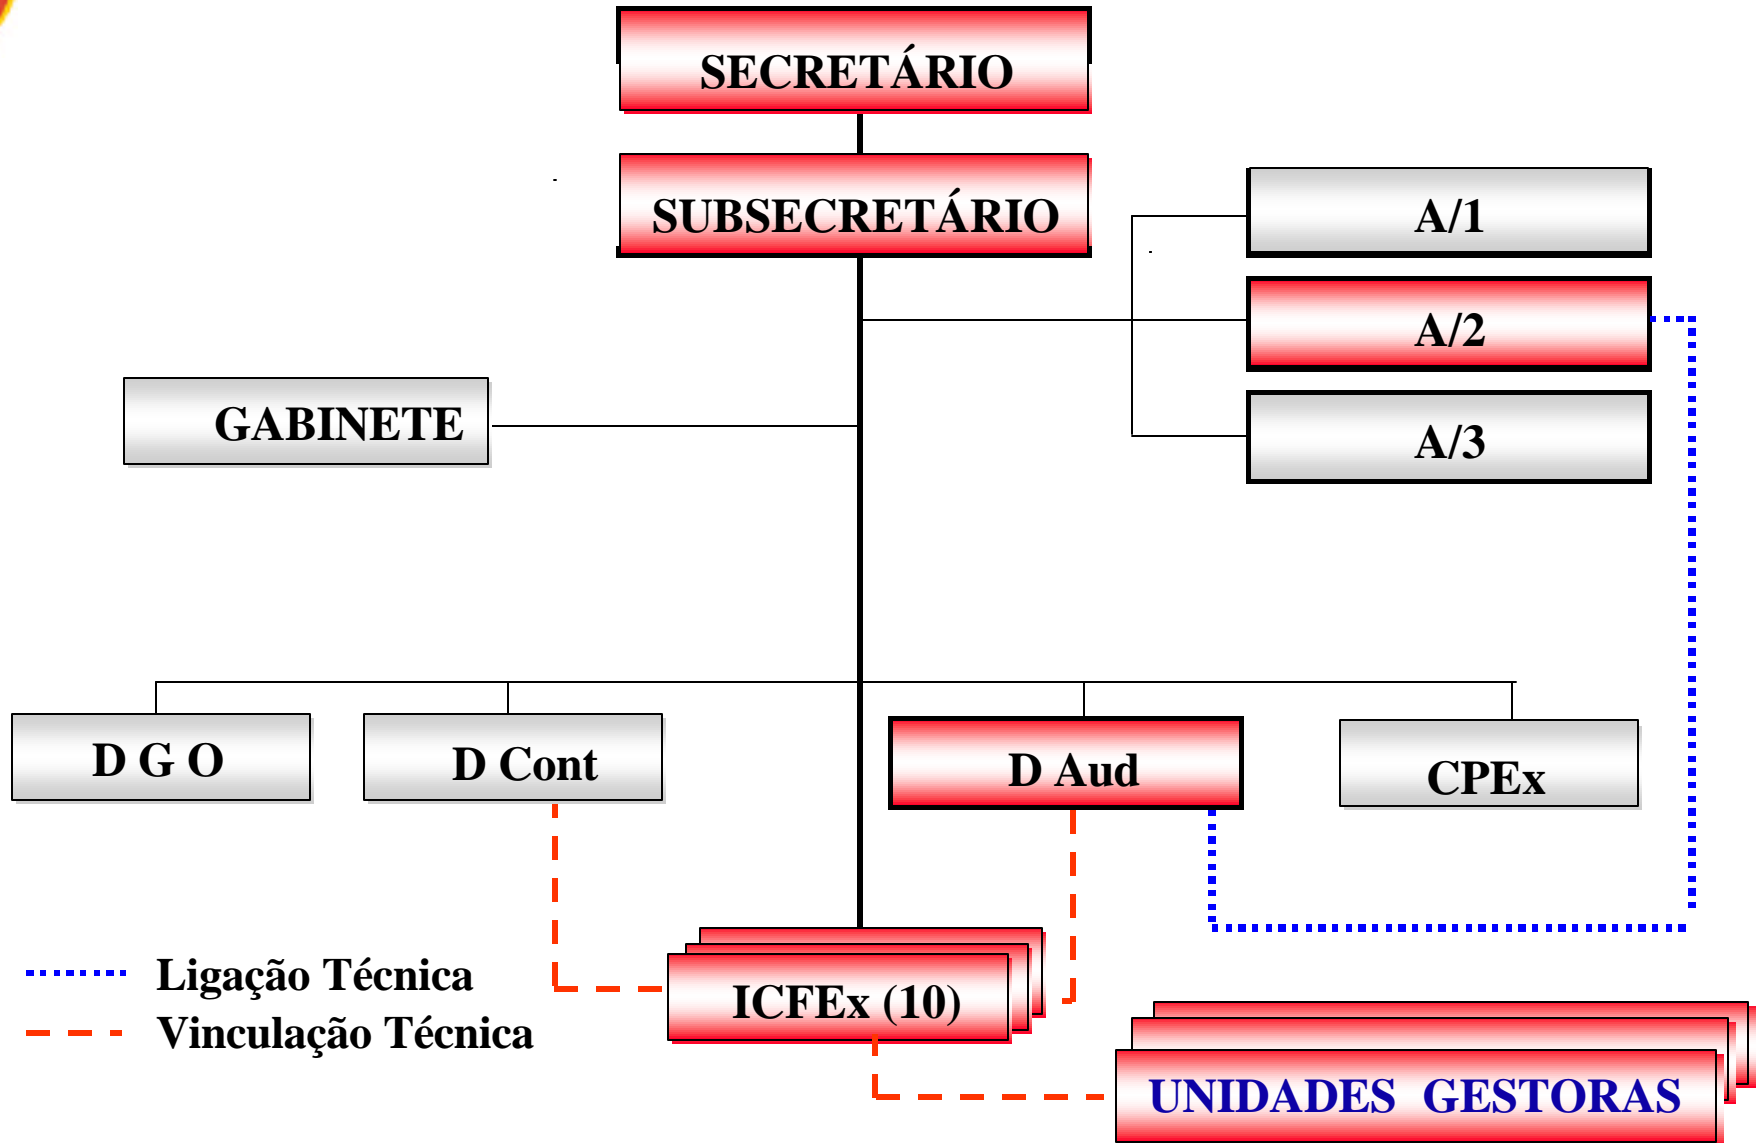 SECRETÁRIO
SUBSECRETÁRIO
A/1
A/2
A/3
GABINETE
D G O
D Cont
D Aud
CPEx
Ligação Técnica
Vinculação Técnica
ICFEx (10)
UNIDADES GESTORAS